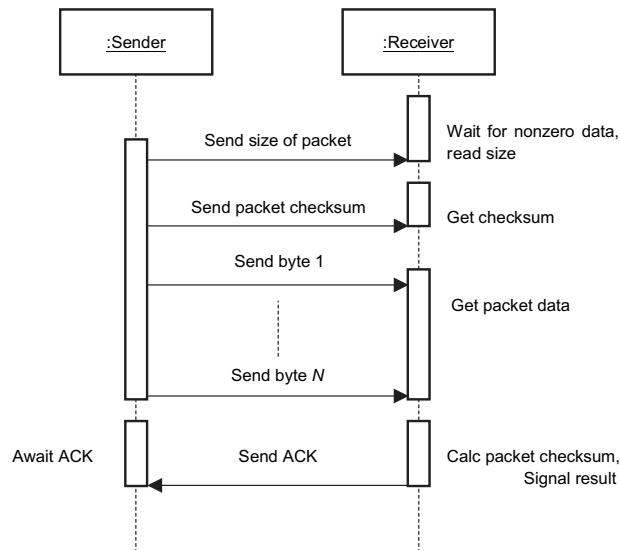 :Sender
:Receiver
Send size of packet
Wait for nonzero data,
read size
Send packet checksum
Get checksum
Send byte 1
Get packet data
Send byte N
Await ACK
Send ACK
Calc packet checksum,
Signal result